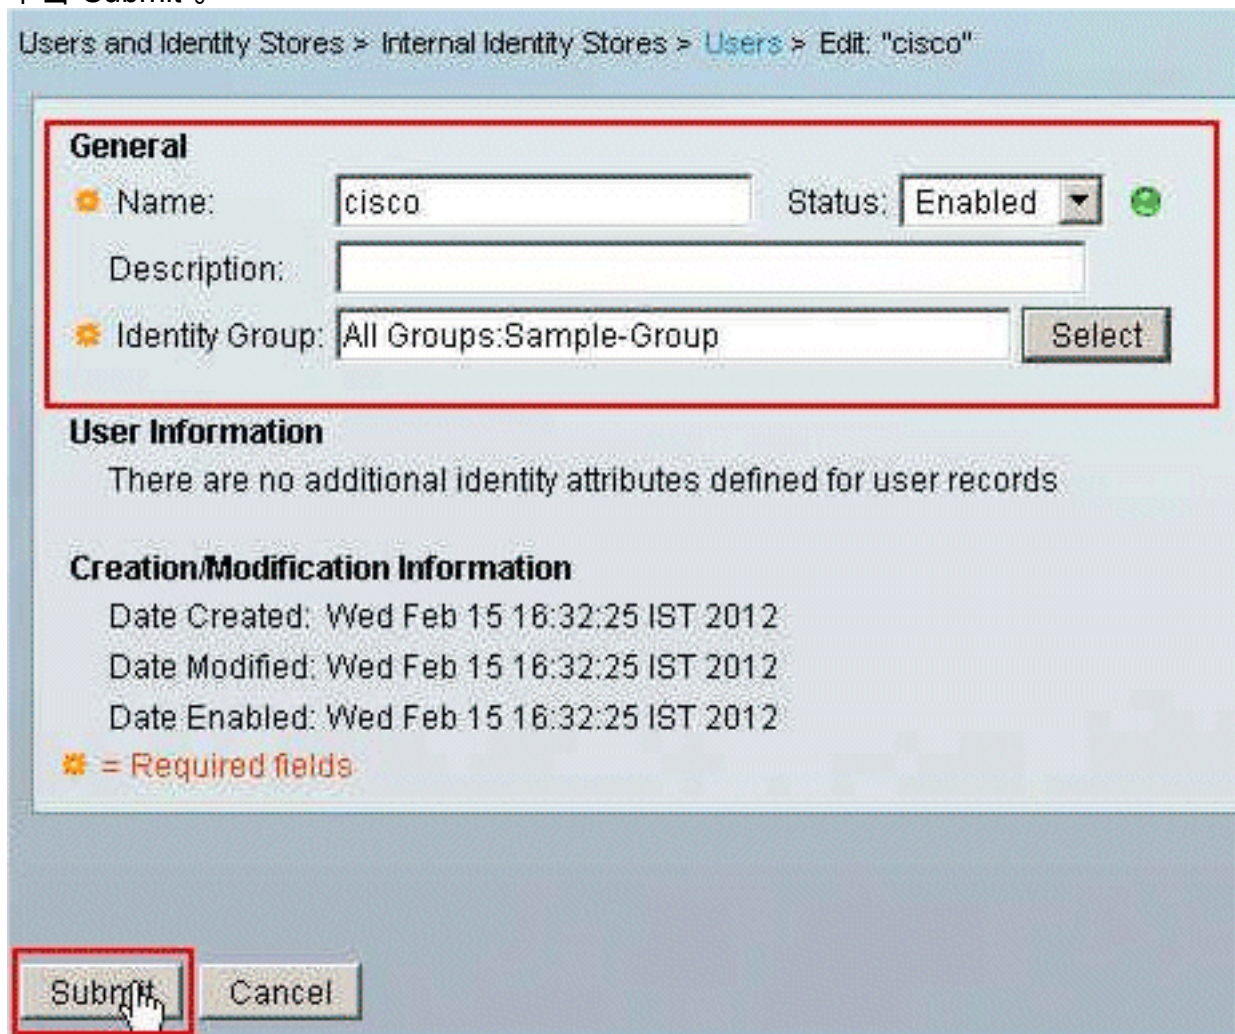 Submit 。
Users and Identity Stores > Internal Identity Stores > Users > Edit: "cisco"
General
Name: cisco Status: Enabled
Description:
Identity Group: All Groups:Sample-Group Select
User Information
There are no additional identity attributes defined for user records
Creation/Modification Information
Date Created: Wed Feb 15 16:32:25 IST 2012
Date Modified: Wed Feb 15 16:32:25 IST 2012
Date Enabled: Wed Feb 15 16:32:25 IST 2012
= Required fields
Submit Cancel